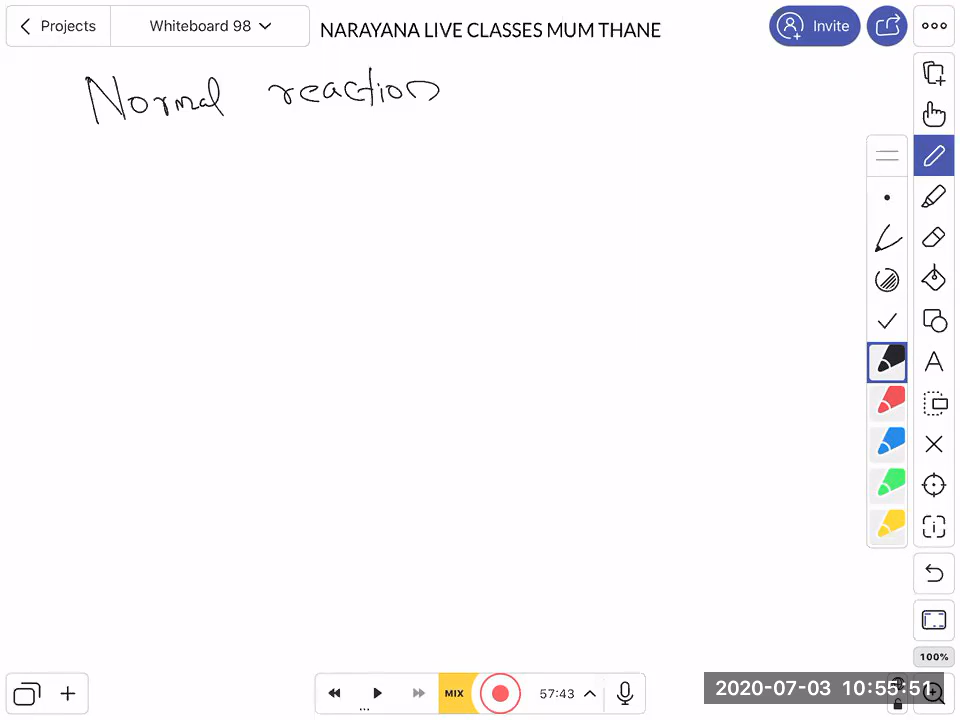 Projects
Whiteboard 98
NARAYANA LIVE CLASSES MUM THANE
Invite
Normal reaction
A
100%
MIX
57:43
2020-07-03 10:55:51